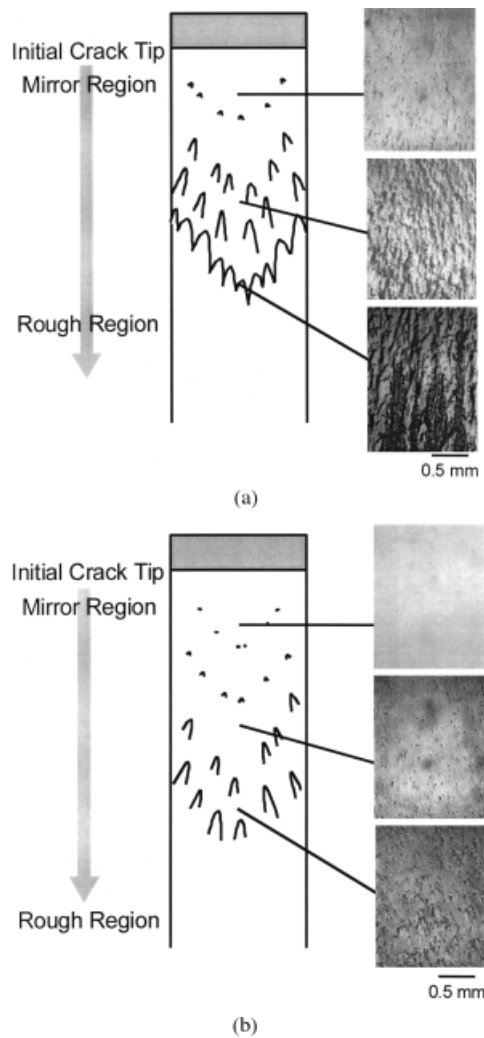 Initial Crack Tip
Mirror Region
Rough Region
0.5 mm
(a)
Initial Crack Tip
Mirror Region
Rough Region
0.5 mm
(b)